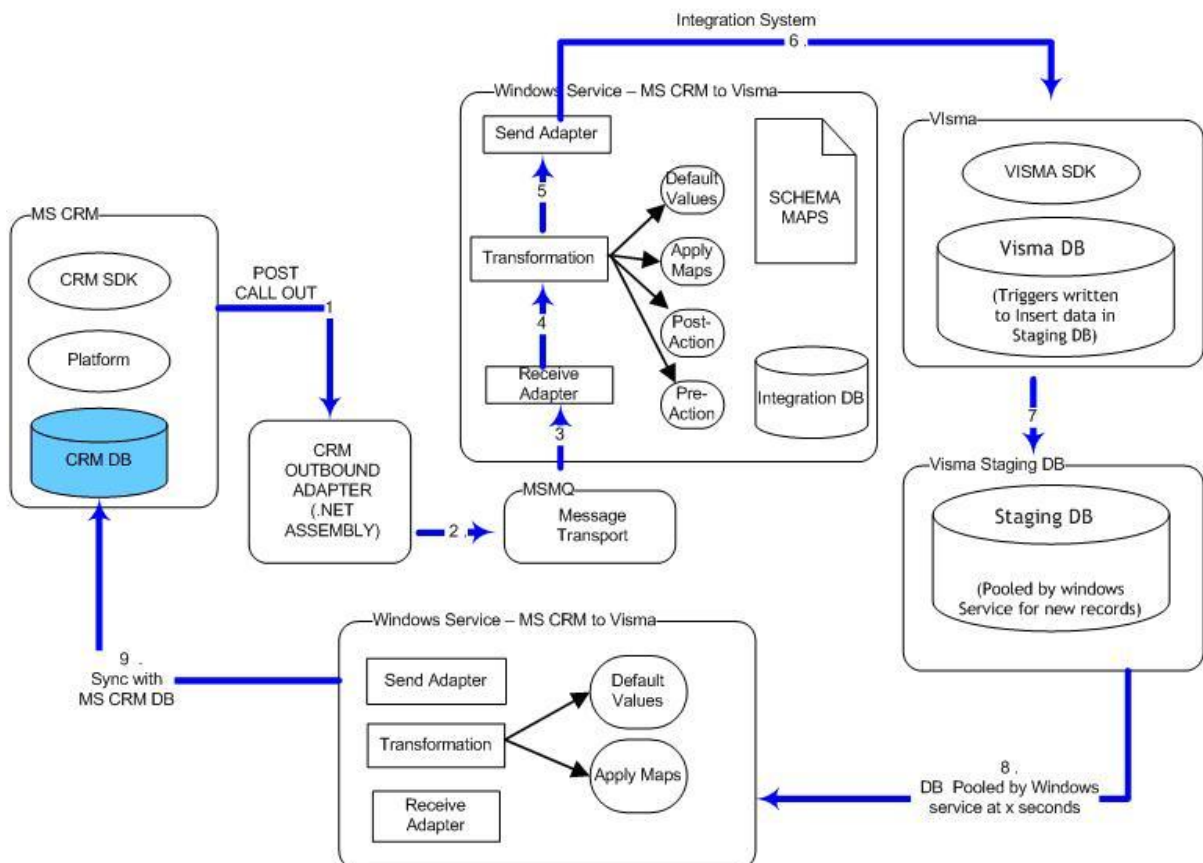 Integration System
6 .
Windows Service – MS CRM to Visma
Send Adapter
5
Default
Values
SCHEMA
MAPS
Transformation
Apply
Maps
4
Post-
Action
Receive
Adapter
Pre-
Action
Integration DB
3
VIsma
VISMA SDK
Visma DB
(Triggers written
to Insert data in
Staging DB)
7
MS CRM
CRM SDK
Platform
CRM DB
POST
CALL OUT
1
CRM
OUTBOUND
ADAPTER
(.NET
ASSEMBLY)
2 .
MSMQ
Message
Transport
Visma Staging DB
Staging DB
(Pooled by windows
Service for new records)
8 .
DB Pooled by Windows
service at x seconds
Windows Service – MS CRM to Visma
Send Adapter
Default
Values
Transformation
Apply Maps
Receive
Adapter
9 .
Sync with
MS CRM DB